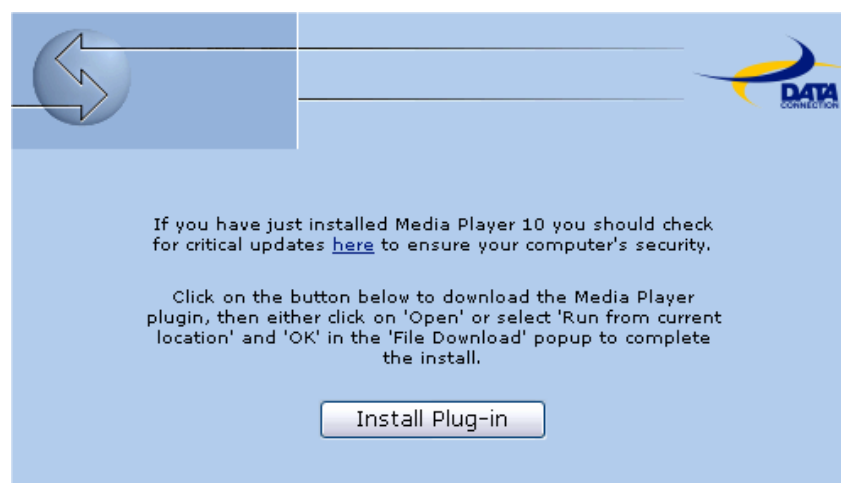 DATA
CONNECTION
If you have just installed Media Player 10 you should check
for critical updates here to ensure your computer's security.
Click on the button below to download the Media Player
plugin, then either click on 'Open' or select 'Run from current
location' and 'OK' in the 'File Download' popup to complete
the install.
Install Plug-in